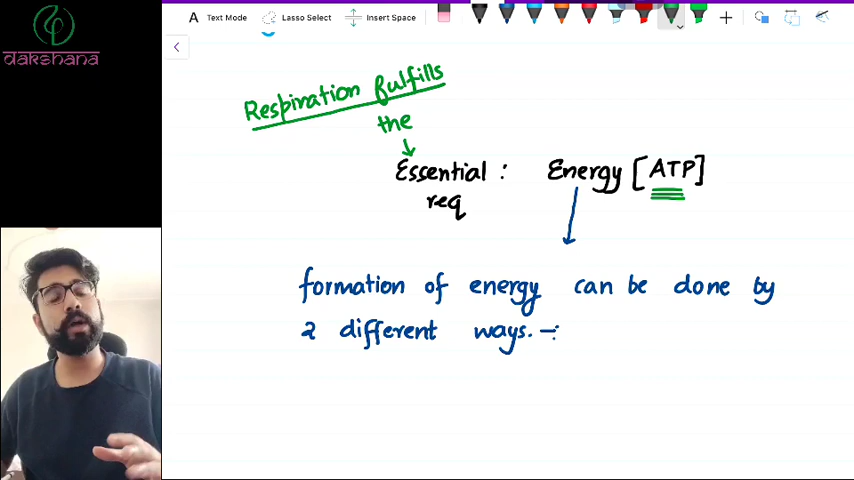 Text Mode Lasso Select Insert Space
dakshana
Respiration fulfills
the
Essential : Energy [ATP]
req
formation of energy can be done by
2 different ways. -: